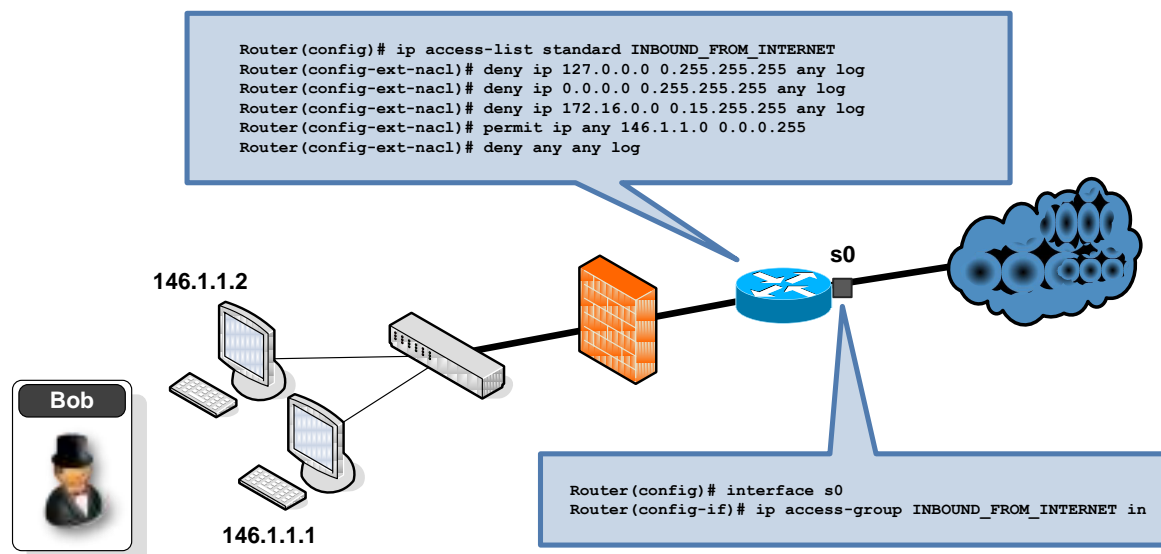 Router(config)# ip access-list standard INBOUND_FROM_INTERNET
Router(config-ext-nacl)# deny ip 127.0.0.0 0.255.255.255 any log
Router(config-ext-nacl)# deny ip 0.0.0.0 0.255.255.255 any log
Router(config-ext-nacl)# deny ip 172.16.0.0 0.15.255.255 any log
Router(config-ext-nacl)# permit ip any 146.1.1.0 0.0.0.255
Router(config-ext-nacl)# deny any any log
s0
146.1.1.2
Bob
146.1.1.1
Router(config)# interface s0
Router(config-if)# ip access-group INBOUND_FROM_INTERNET in